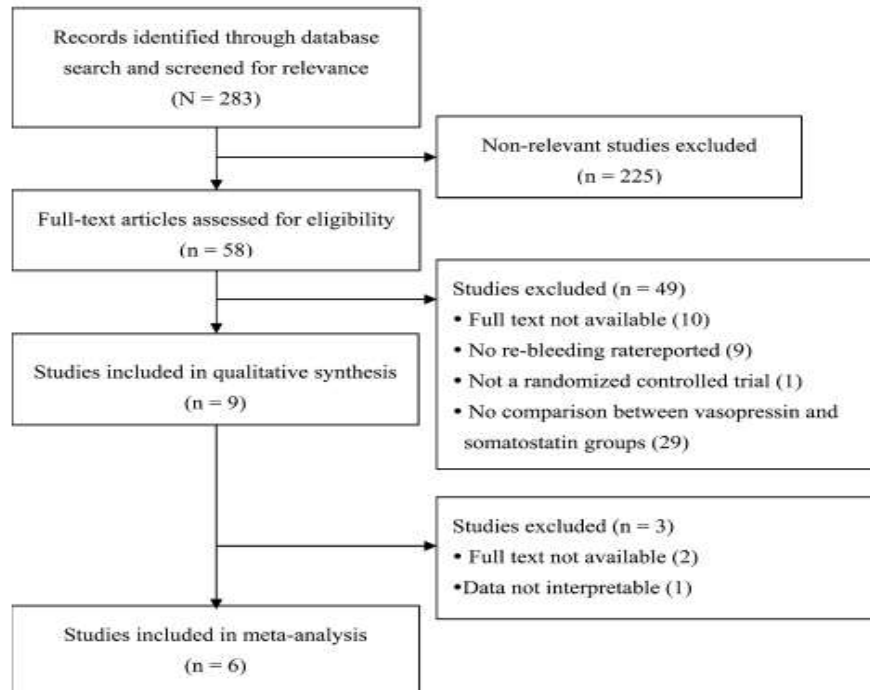 Records identified through database
search and screened for relevance
(N = 283)
Non-relevant studies excluded
(n = 225)
Full-text articles assessed for eligibility
(n = 58)
Studies excluded (n = 49)
• Full text not available (10)
• No re-bleeding ratereported (9)
• Not a randomized controlled trial (1)
• No comparison between vasopressin and
somatostatin groups (29)
Studies included in qualitative synthesis
(n = 9)
Studies excluded (n = 3)
• Full text not available (2)
•Data not interpretable (1)
Studies included in meta-analysis
(n = 6)